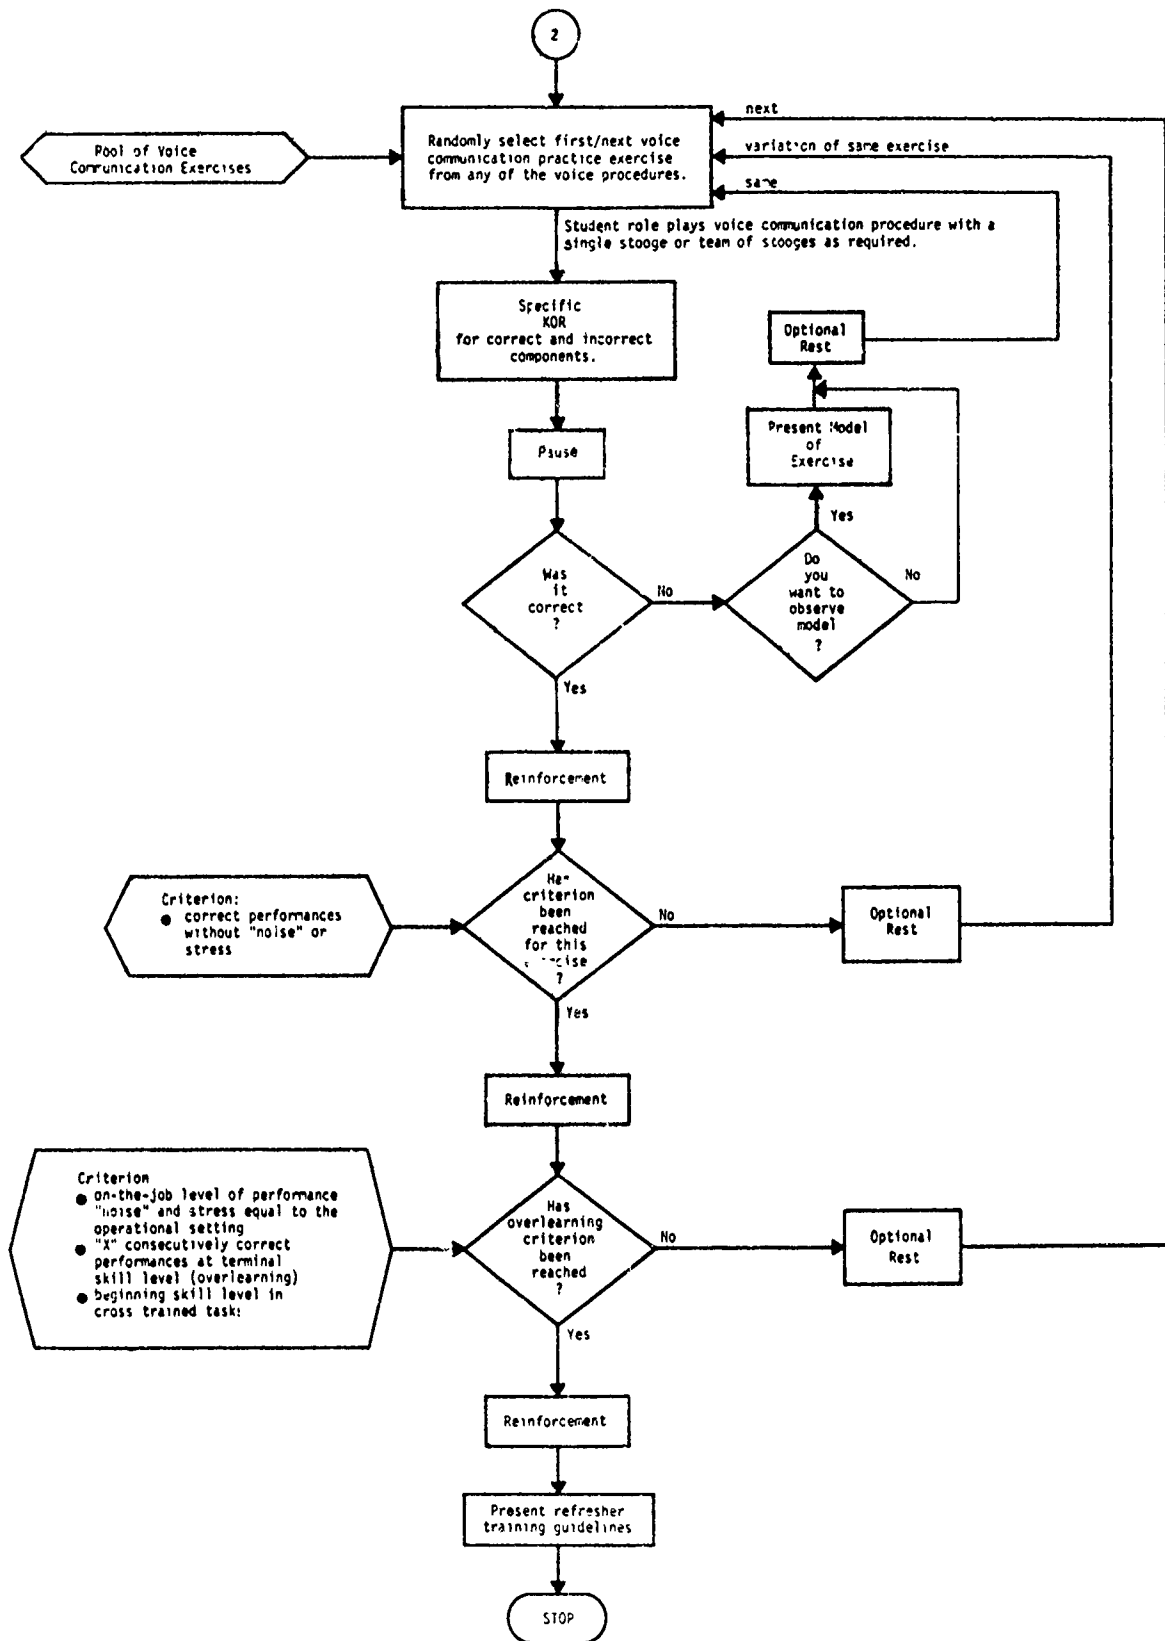 2
next
Pool of Voice
Communication Exercises
Randomly select first/next voice
communication practice exercise
from any of the voice procedures.
variation of same exercise
same
Student role plays voice communication procedure with a
single stooge or team of stooges as required.
Specific
KOR
for correct and incorrect
components.
Optional
Rest
Present Model
of
Exercise
Pause
Yes
Was
it
correct
?
No
Do
you
want to
observe
model
?
No
Yes
Reinforcement
Criterion:
● correct performances
without "noise" or
stress
criterion
been
reached
for this
?
No
Optional
Rest
Yes
Reinforcement
Criterion
● on-the-job level of performance
"noise" and stress equal to the
operational setting
● "X" consecutively correct
performances at terminal
skill level (overlearning)
● beginning skill level in
cross trained task
Has
overlearning
criterion
been
reached
?
No
Optional
Rest
Yes
Reinforcement
Present refresher
training guidelines
STOP